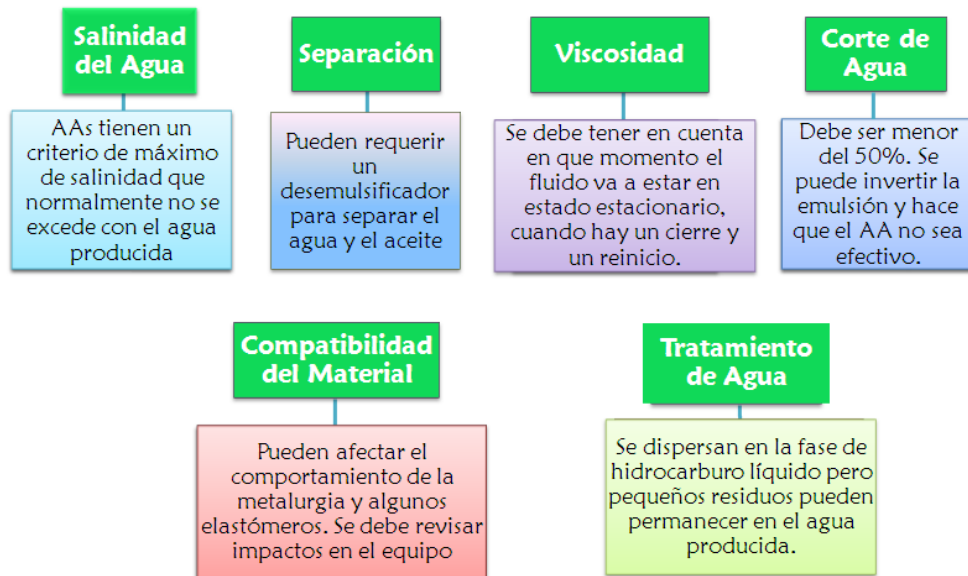 Salinidad
del Agua
AAs tienen un
criterio de máximo
de salinidad que
normalmente no se
excede con el agua
producida
Separación
Pueden requerir
un
desemulsificador
para separar el
agua y el aceite
Viscosidad
Se debe tener en cuenta
en que momento el
fluido va a estar en
estado estacionario,
cuando hay un cierre y
un reinicio.
Corte de
Agua
Debe ser menor
del 50%. Se
puede invertir la
emulsión y hace
que el AA no sea
efectivo.
Compatibilidad
del Material
Pueden afectar el
comportamiento de la
metalurgia y algunos
elastómeros. Se debe revisar
impactos en el equipo
Tratamiento
de Agua
Se dispersan en la fase de
hidrocarburo líquido pero
pequeños residuos pueden
permanecer en el agua
producida.